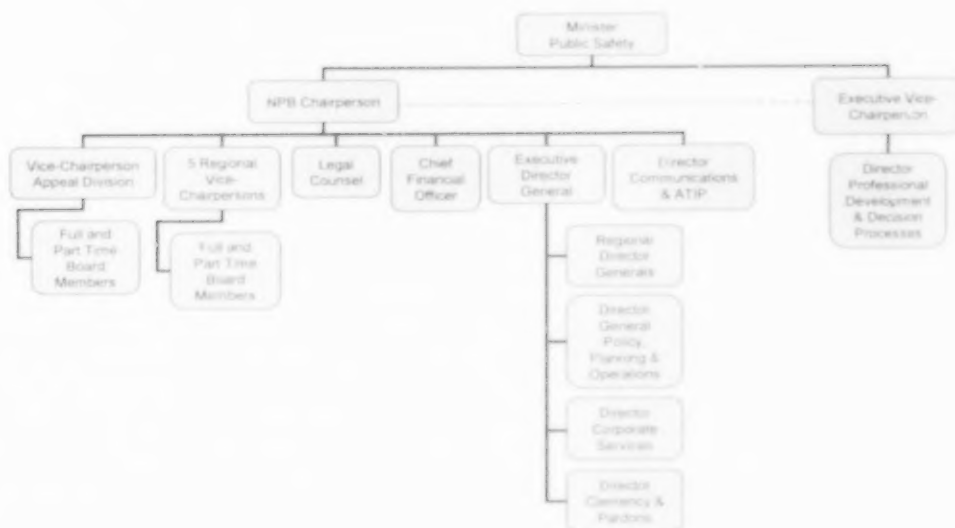 Minister
Public Safety
NPB Chairperson
Executive Vice-
Chairperson
Vice-Chairperson
Appeal Division
5 Regional
Vice-
Chairpersons
Legal
Counsel
Chief
Financial
Officer
Executive
Director
General
Director
Communications
& ATIP
Director
Professional
Development
& Decision
Processes
Full and
Part Time
Board
Members
Full and
Part Time
Board
Members
Regional
Director
Generals
Director
General
Policy,
Planning &
Operations
Director
Corporate
Services
Director
Clemency &
Pardons